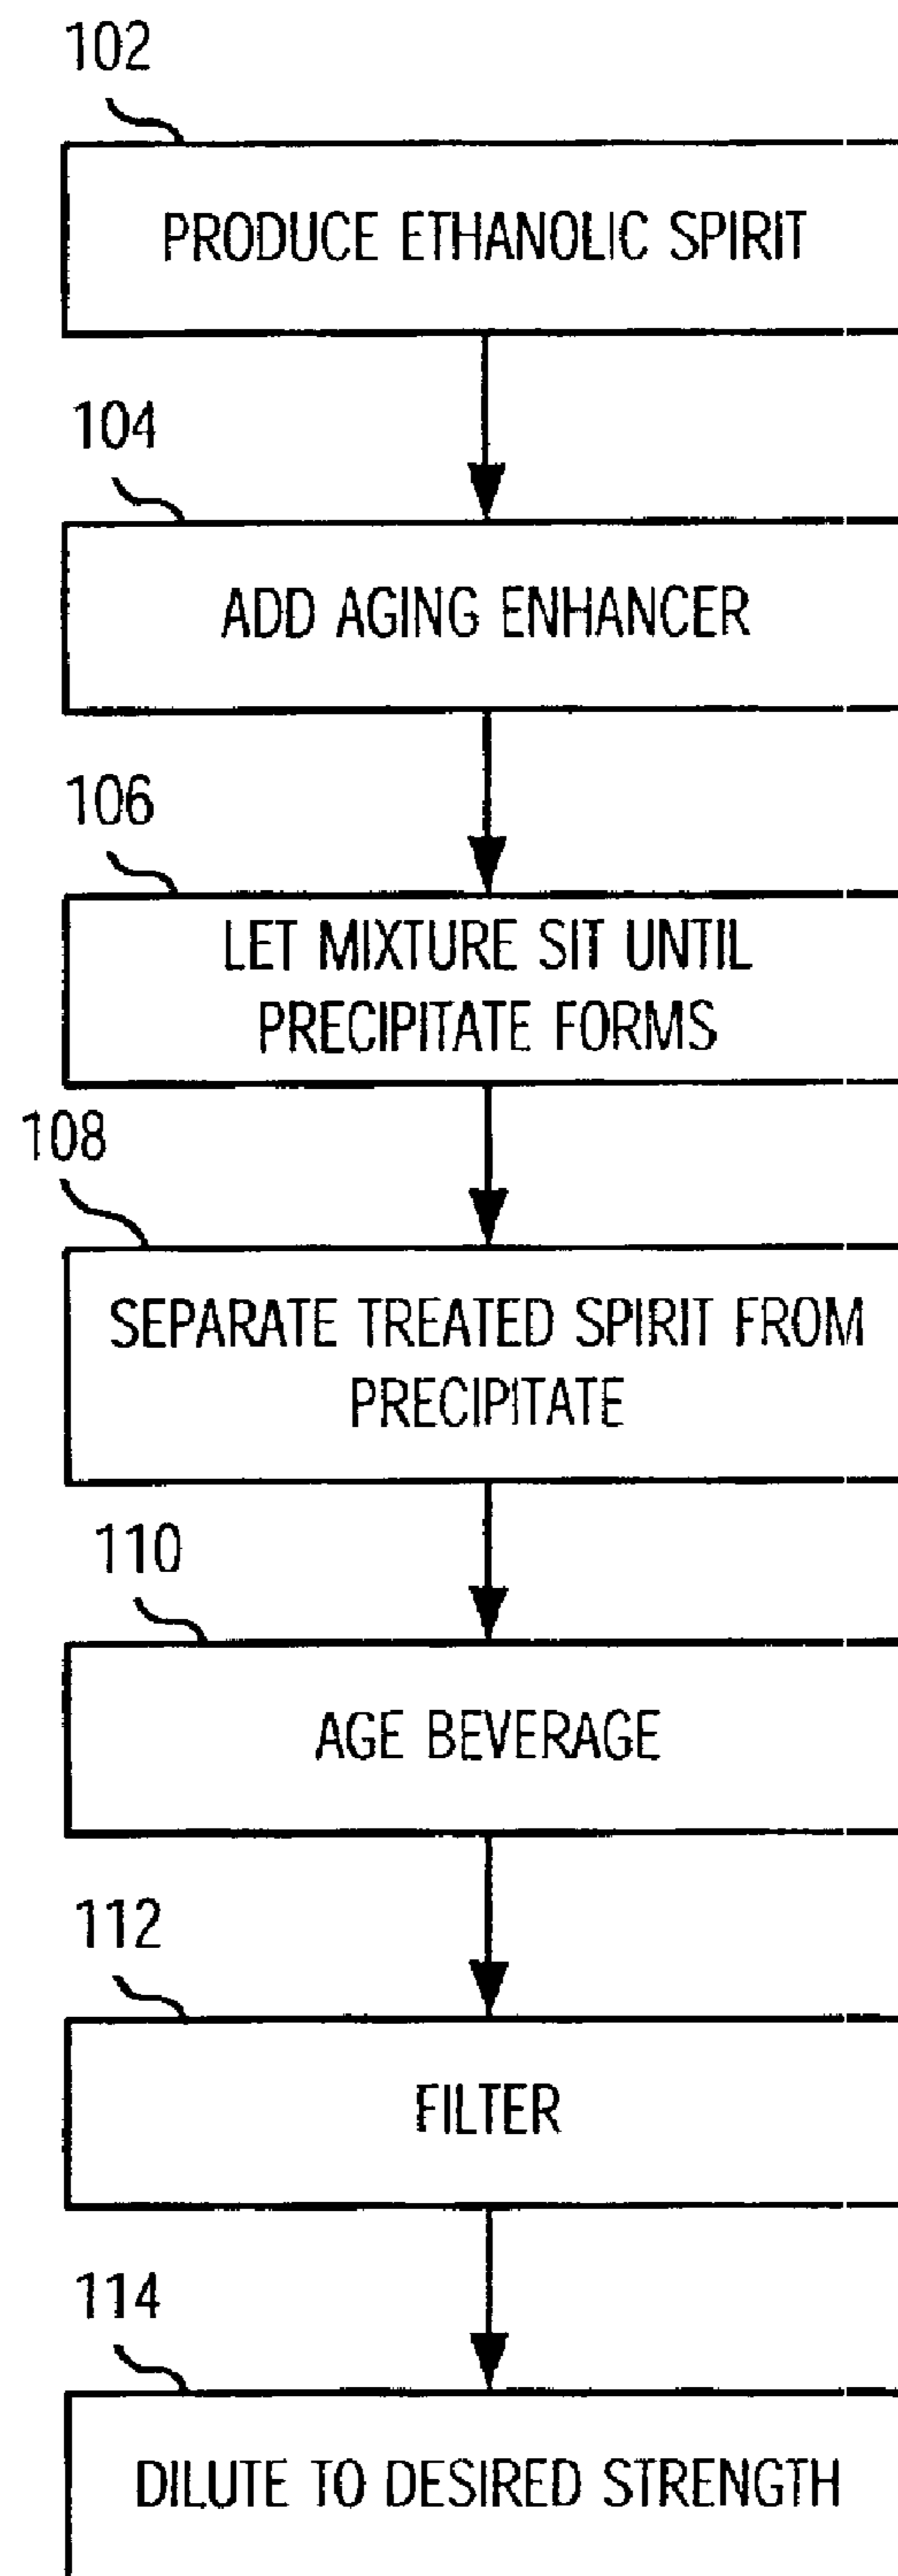 102
PRODUCE ETHANOLIC SPIRIT
104
ADD AGING ENHANCER
106
LET MIXTURE SIT UNTIL
PRECIPITATE FORMS
108
SEPARATE TREATED SPIRIT FROM
PRECIPITATE
110
AGE BEVERAGE
112
FILTER
114
DILUTE TO DESIRED STRENGTH